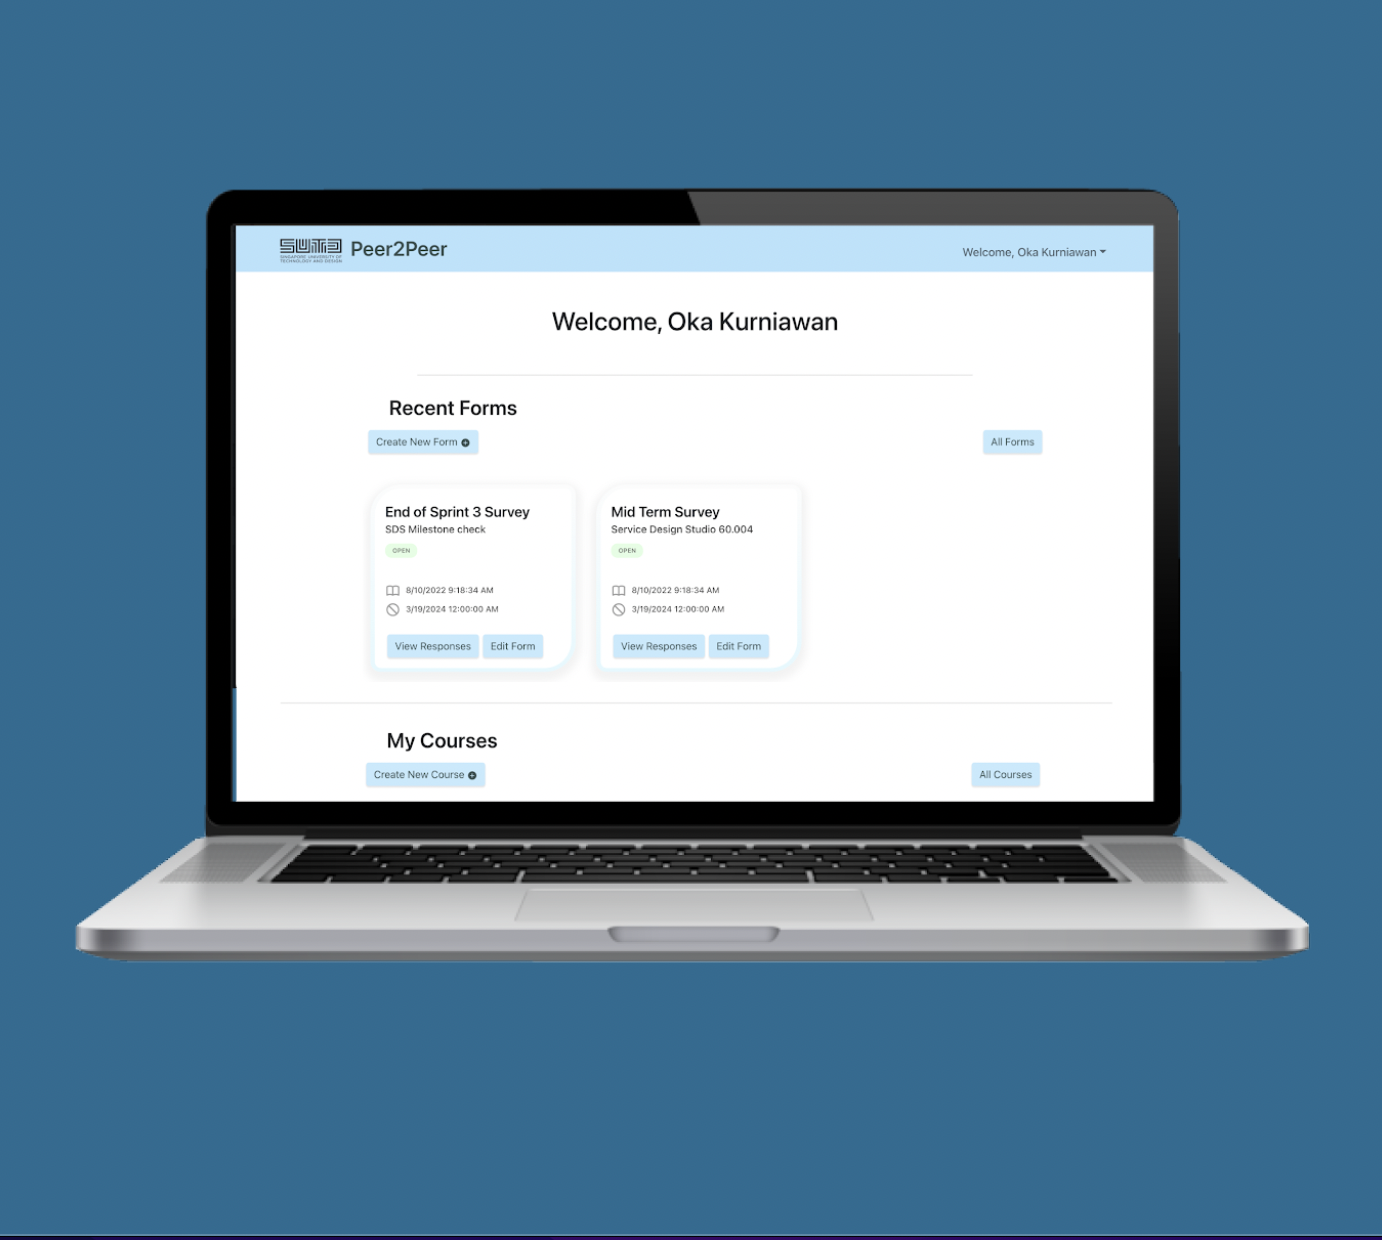 SUTD
SINGAPORE UNIVERSITY OF
TECHNOLOGY AND DESIGN
Peer2Peer
Welcome, Oka Kurniawan
Welcome, Oka Kurniawan
Recent Forms
Create New Form
All Forms
End of Sprint 3 Survey
SDS Milestone check
OPEN
8/10/2022 9:18:34 AM
3/19/2024 12:00:00 AM
View Responses Edit Form
Mid Term Survey
Service Design Studio 60.004
OPEN
8/10/2022 9:18:34 AM
3/19/2024 12:00:00 AM
View Responses Edit Form
My Courses
Create New Course
All Courses